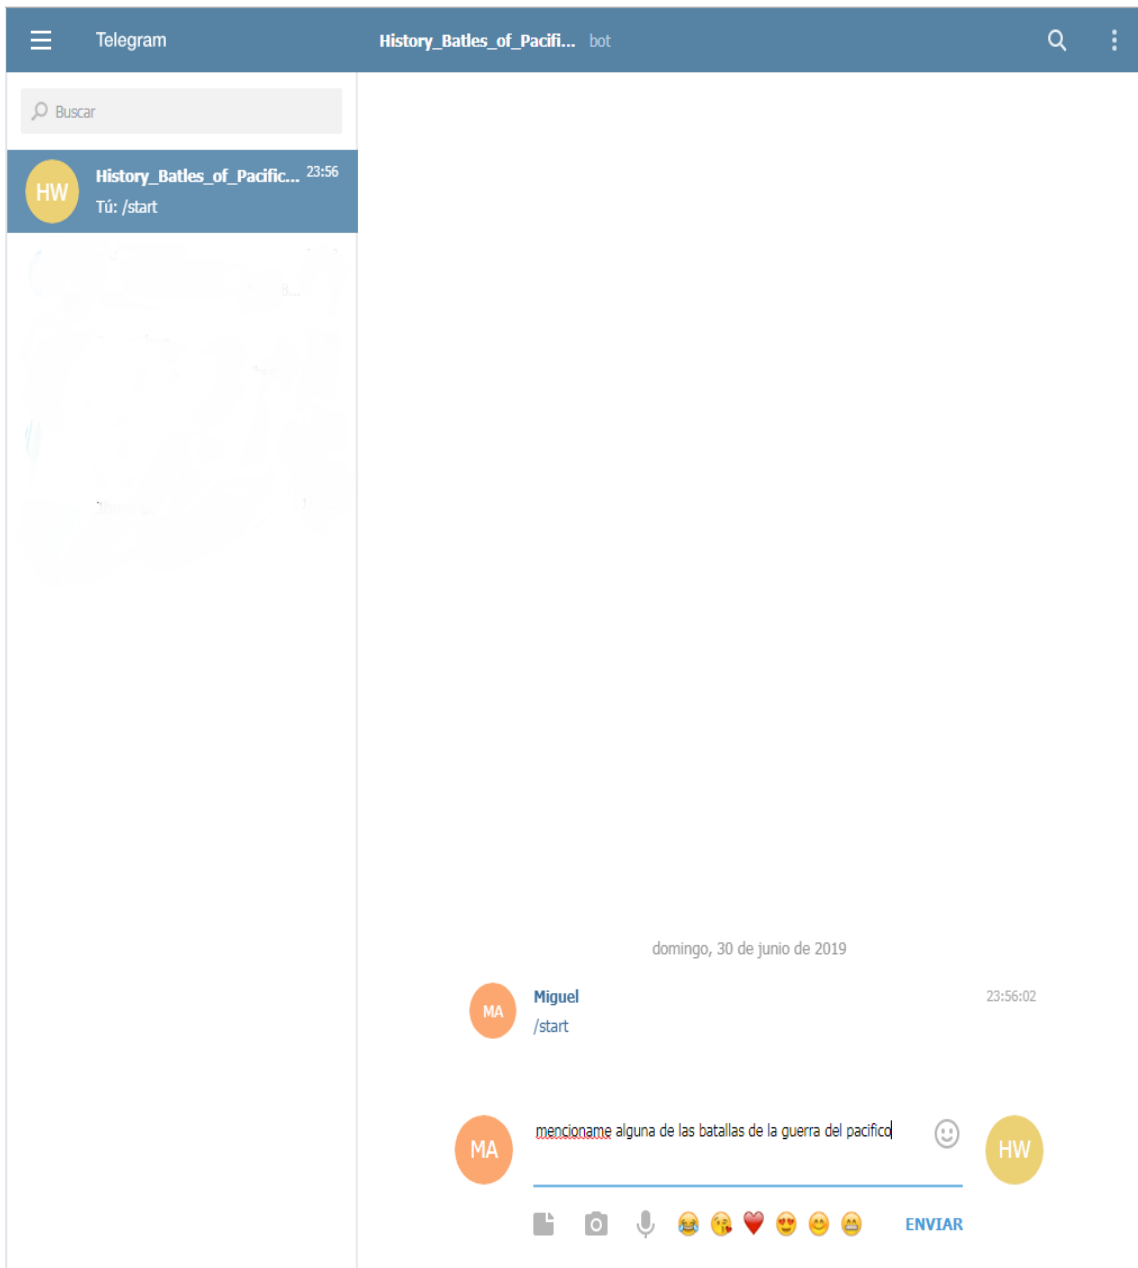 Telegram
History_Batles_of_Pacifi... bot
Buscar
HW
History_Batles_of_Pacific... 23:56
Tú: /start
domingo, 30 de junio de 2019
MA
Miguel
23:56:02
/start
MA
mencioname alguna de las batallas de la guerra del pacifico
HW
ENVIAR